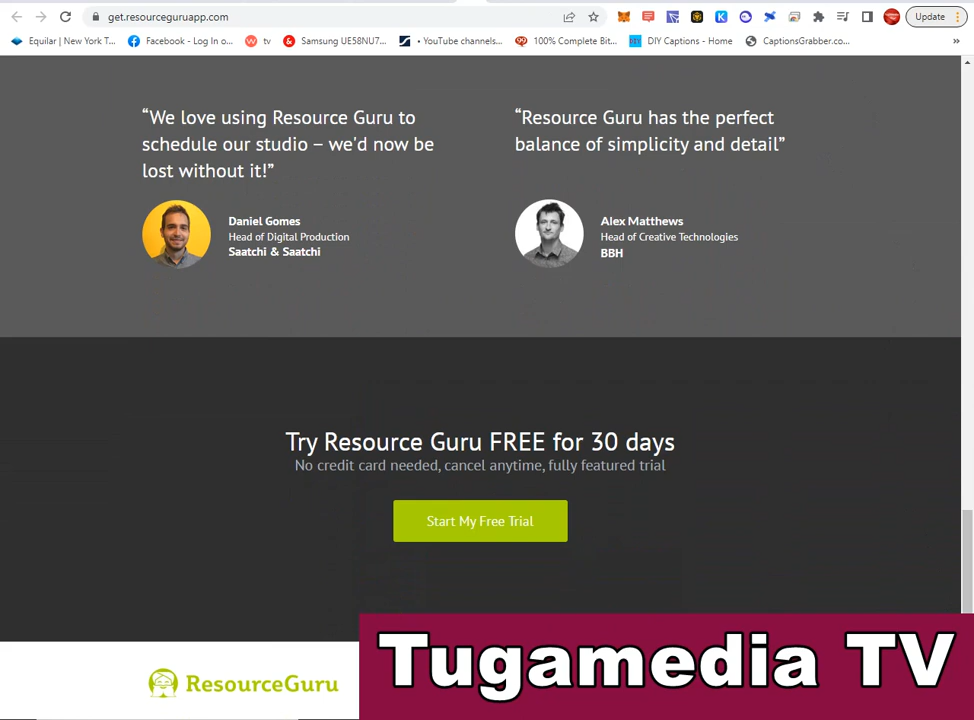 get.resourceguruapp.com
Update
Equilar | New York T...
Facebook - Log In o...
tv
Samsung UE58NU7...
• YouTube channels...
100% Complete Bit...
DIY Captions - Home
CaptionsGrabber.co...
»
“We love using Resource Guru to
schedule our studio – we'd now be
lost without it!”
Daniel Gomes
Head of Digital Production
Saatchi & Saatchi
“Resource Guru has the perfect
balance of simplicity and detail”
Alex Matthews
Head of Creative Technologies
BBH
Try Resource Guru FREE for 30 days
No credit card needed, cancel anytime, fully featured trial
Start My Free Trial
ResourceGuru
Tugamedia TV